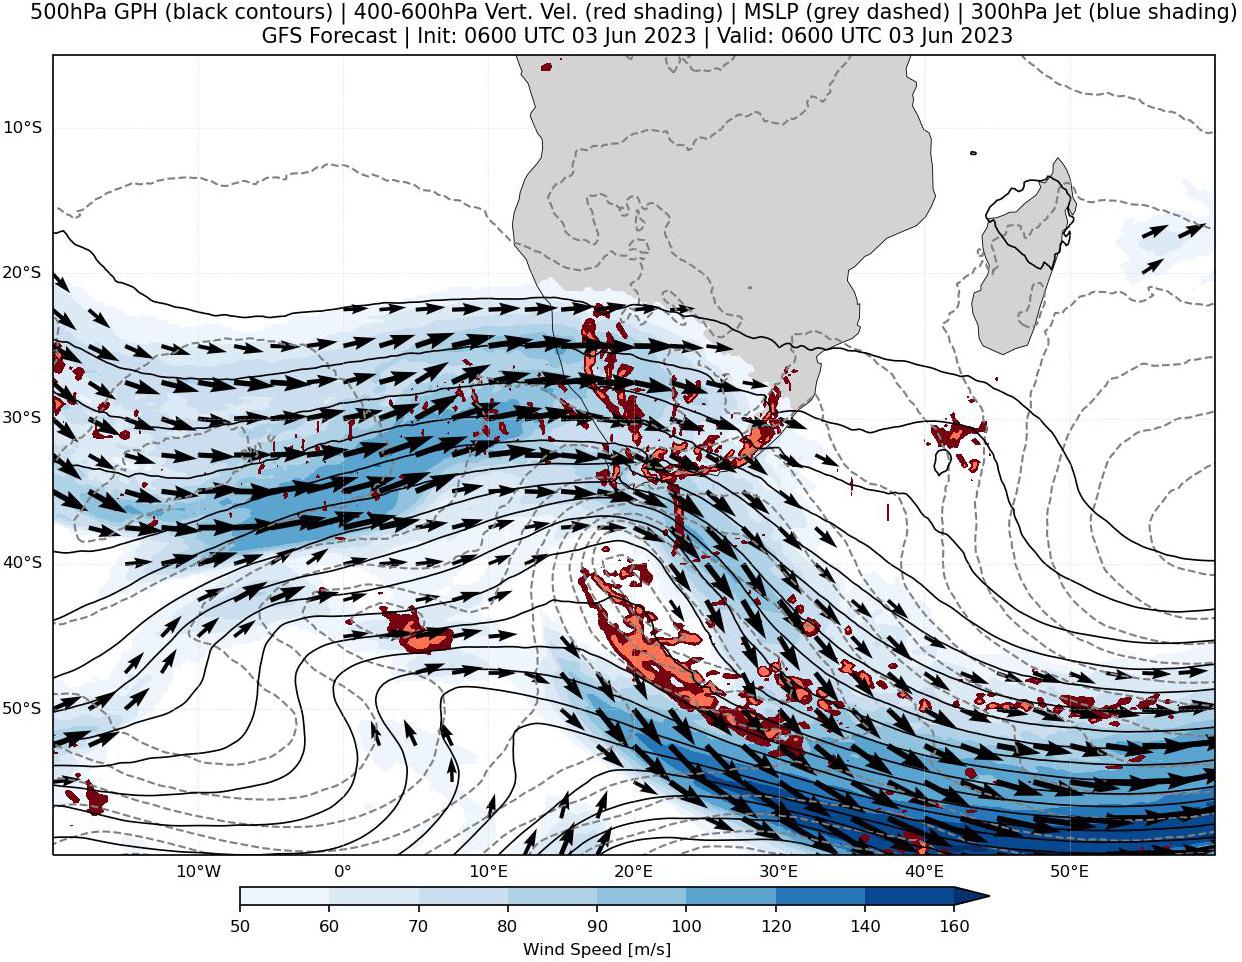 500hPa GPH (black contours) | 400-600hPa Vert. Vel. (red shading) | MSLP (grey dashed) | 300hPa Jet (blue shading)
GFS Forecast | Init: 0600 UTC 03 Jun 2023 | Valid: 0600 UTC 03 Jun 2023
10°S
20°S
30°S
40°S
50°S
10°W 0° 10°E 20°E 30°E 40°E 50°E
50 60 70 80 90 100 120 140 160
Wind Speed [m/s]